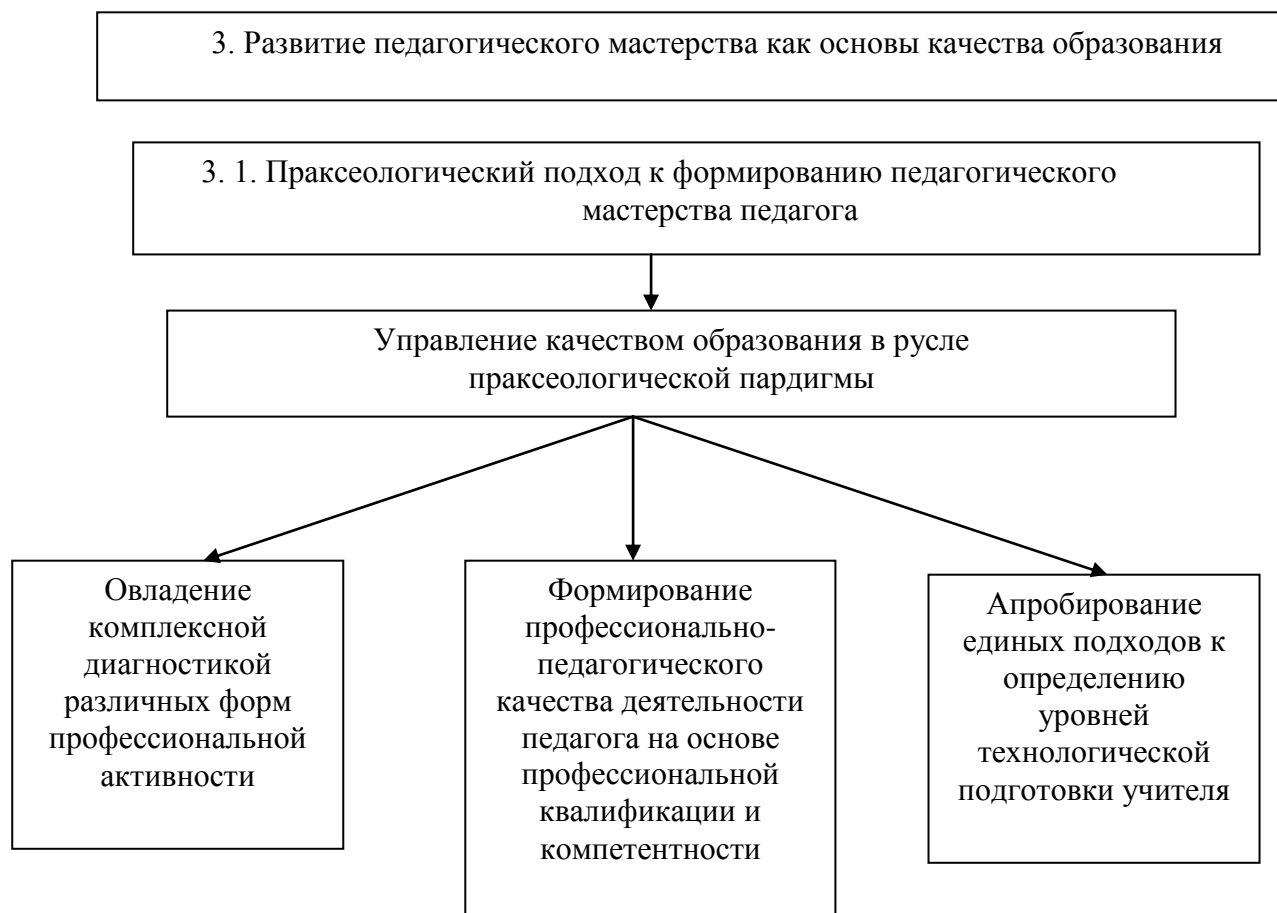 3. Развитие педагогического мастерства как основы качества образования
3. 1. Праксеологический подход к формированию педагогического
мастерства педагога
Управление качеством образования в русле
праксеологической пардигмы
Овладение
комплексной
диагностикой
различных форм
профессиональной
активности
Формирование
профессионально-
педагогического
качества деятельности
педагога на основе
профессиональной
квалификации и
компетентности
Апробирование
единых подходов к
определению
уровней
технологической
подготовки учителя